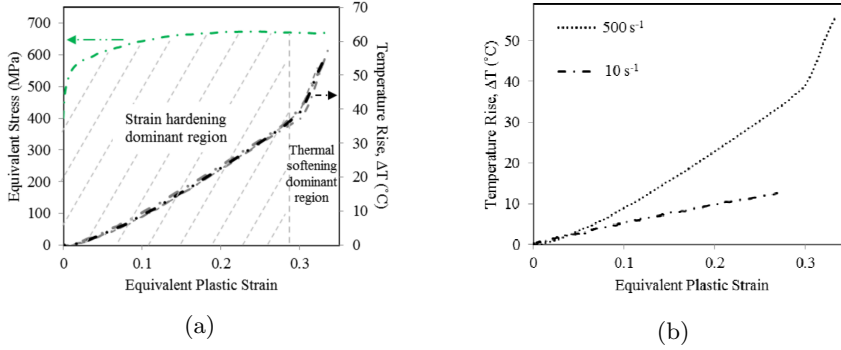 700
600
500
400
300
200
100
0
Equivalent Stress (MPa)
70
60
50
40
30
20
10
0
Temperature Rise, ΔT (˚C)
Strain hardening
dominant region
Thermal
softening
dominant
region
0 0.1 0.2 0.3
Equivalent Plastic Strain
(a)
50
40
30
20
10
0
Temperature Rise, ΔT (˚C)
500 s⁻¹
10 s⁻¹
0 0.1 0.2 0.3
Equivalent Plastic Strain
(b)